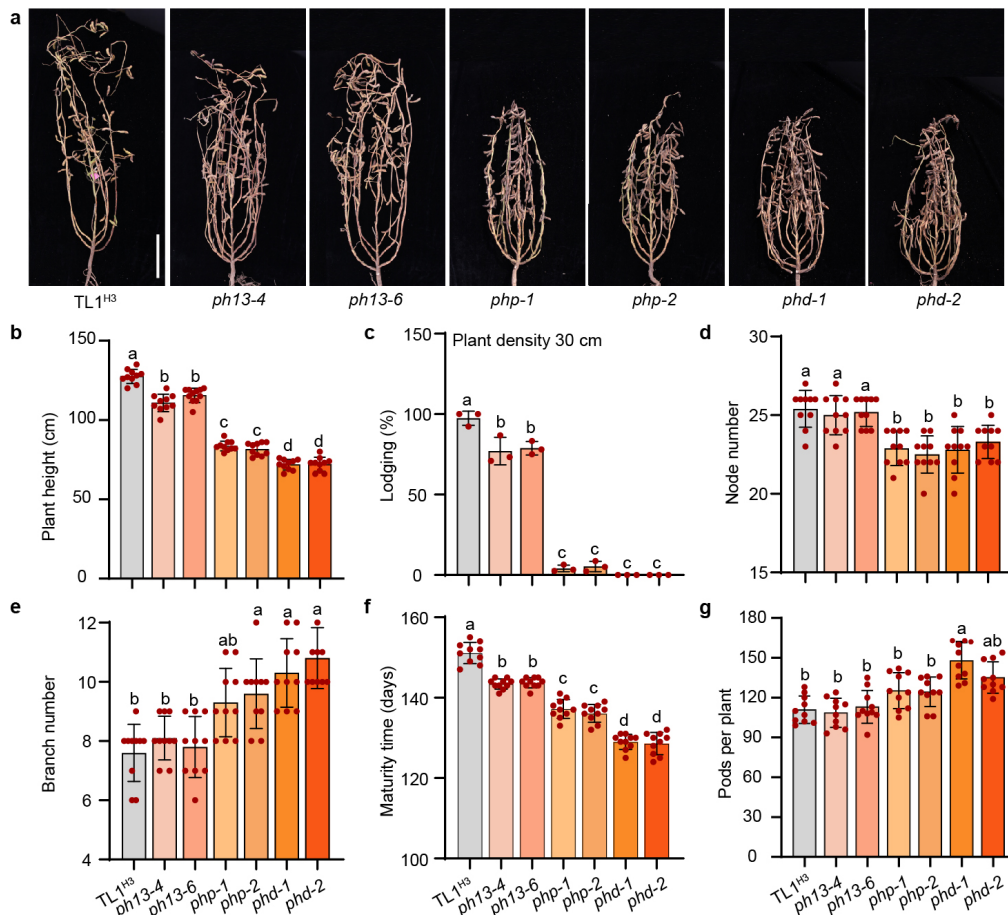 a
TL1ᴴ³ ph13-4 ph13-6 php-1 php-2 phd-1 phd-2
b
Plant height (cm)
150
100
50
0
a b b c c d d
c
Plant density 30 cm
Lodging (%)
150
100
50
0
a b b c c c c
d
Node number
30
25
20
15
a a a b b b b
e
Branch number
12
10
8
6
4
b b b ab a a a
TL1ᴴ³ ph13-4 ph13-6 php-1 php-2 phd-1 phd-2
f
Maturity time (days)
160
140
120
100
a b b c c d d
TL1ᴴ³ ph13-4 ph13-6 php-1 php-2 phd-1 phd-2
g
Pods per plant
180
150
120
90
60
30
0
b b b b b a ab
TL1ᴴ³ ph13-4 ph13-6 php-1 php-2 phd-1 phd-2